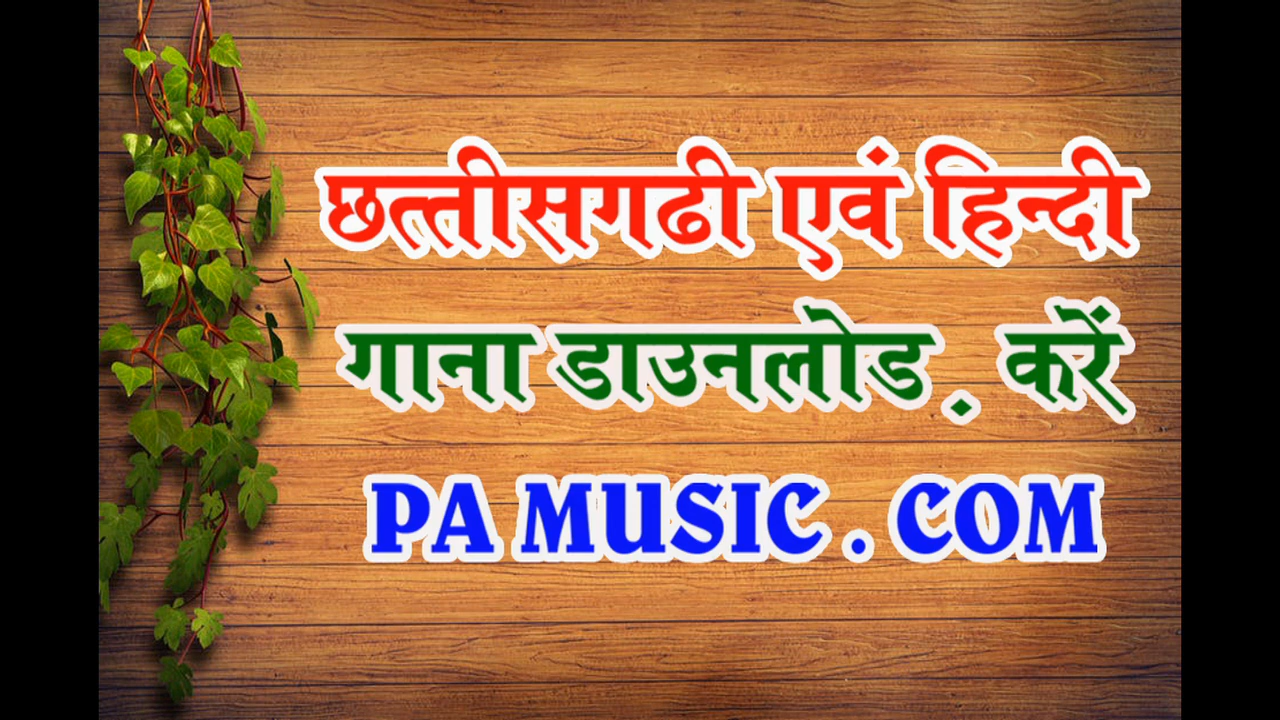 छत्तीसगढी एवं हिन्दी
गाना डाउनलोड . करें
PA MUSIC . COM